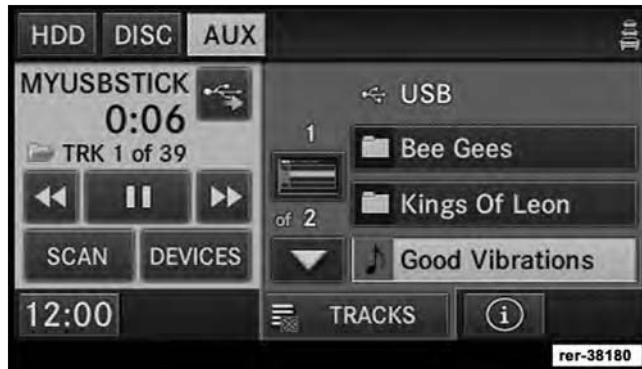 HDD DISC AUX
MYUSBSTICK
0:06
TRK 1 of 39
SCAN DEVICES
12:00
USB
1
of 2
Bee Gees
Kings Of Leon
Good Vibrations
TRACKS i
rer-38180